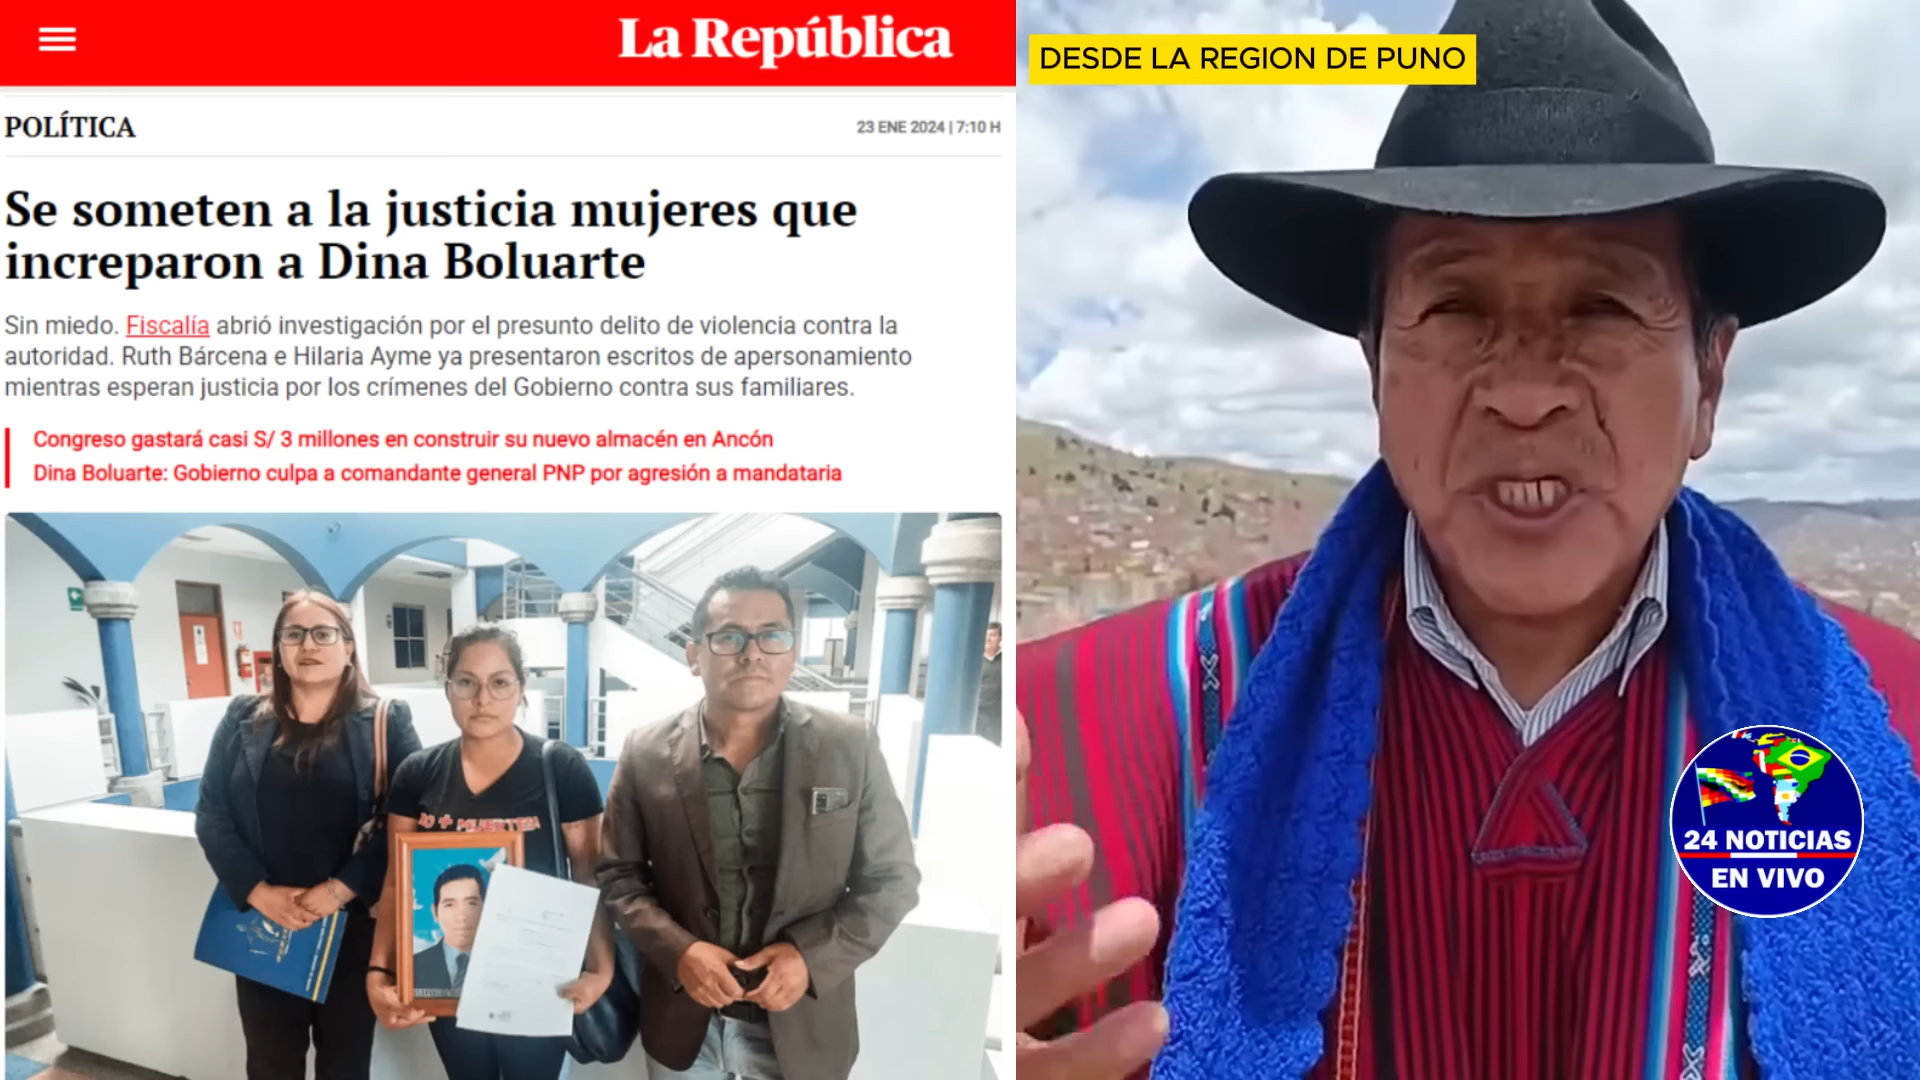 La República
POLÍTICA
23 ENE 2024 | 7:10 H
Se someten a la justicia mujeres que
increparon a Dina Boluarte
Sin miedo. Fiscalía abrió investigación por el presunto delito de violencia contra la
autoridad. Ruth Bárcena e Hilaria Ayme ya presentaron escritos de apersonamiento
mientras esperan justicia por los crímenes del Gobierno contra sus familiares.
Congreso gastará casi S/ 3 millones en construir su nuevo almacén en Ancón
Dina Boluarte: Gobierno culpa a comandante general PNP por agresión a mandataria
DESDE LA REGION DE PUNO
24 NOTICIAS
EN VIVO